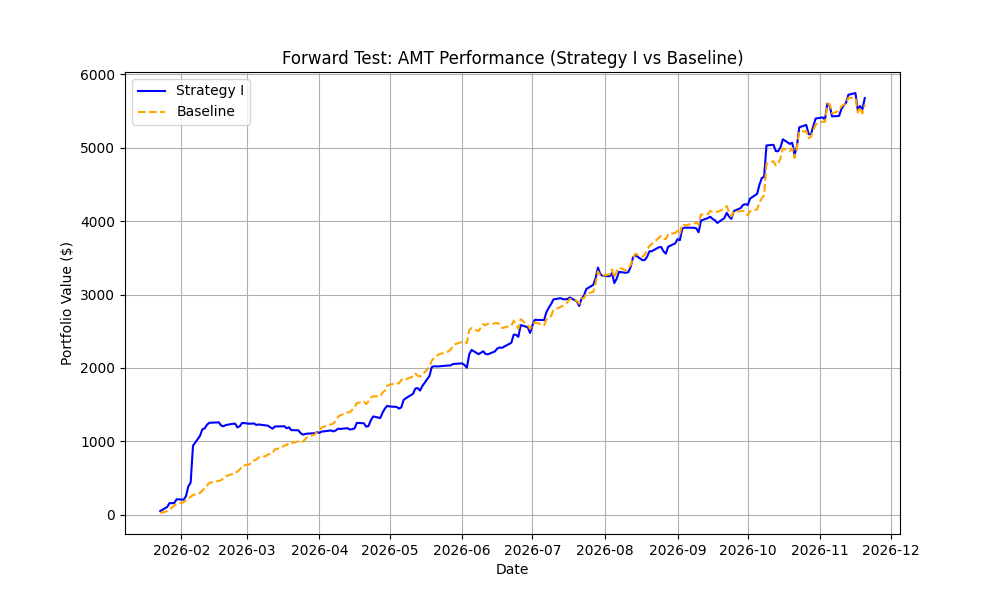 Forward Test: AMT Performance (Strategy I vs Baseline)
Strategy I
Baseline
Portfolio Value ($)
6000
5000
4000
3000
2000
1000
0
2026-02 2026-03 2026-04 2026-05 2026-06 2026-07 2026-08 2026-09 2026-10 2026-11 2026-12
Date